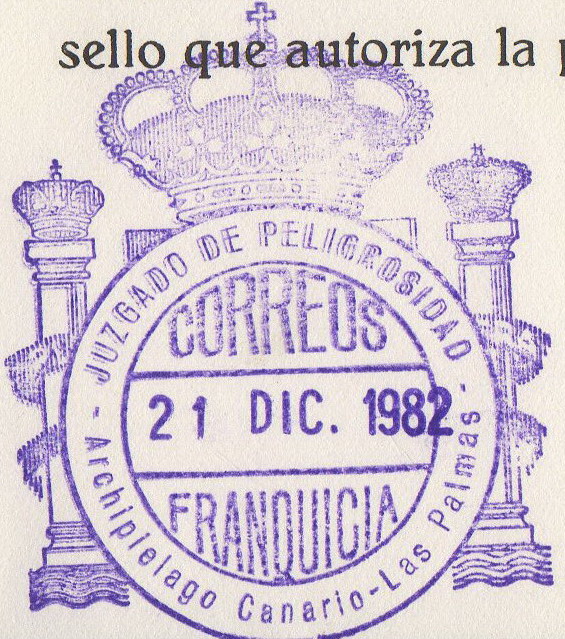 sello que autoriza la
JUZGADO DE PELIGROSIDAD
CORREOS
21 DIC. 1982
FRANQUICIA
- Archipielago Canario-Las Palmas -